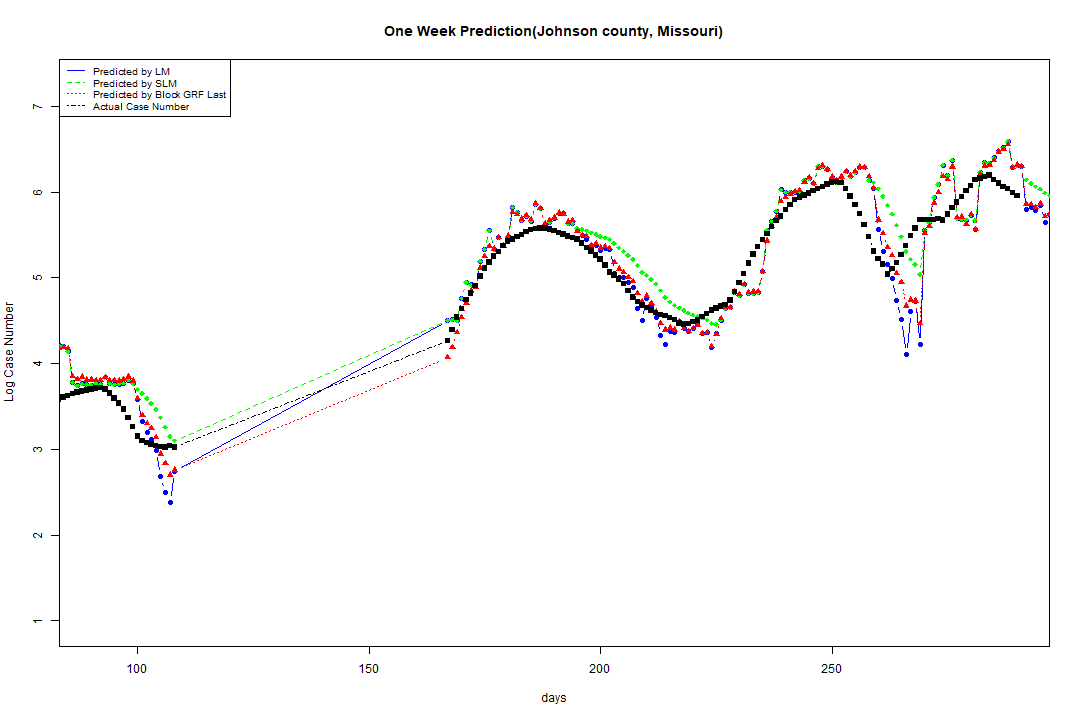 One Week Prediction(Johnson county, Missouri)
Predicted by LM
Predicted by SLM
Predicted by Block GRF Last
Actual Case Number
Log Case Number
7
6
5
4
3
2
1
100 150 200 250
days